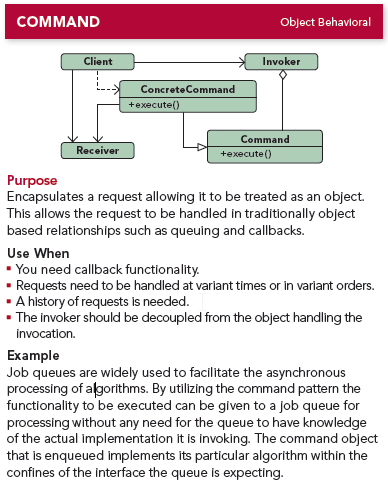 COMMAND Object Behavioral
Client Invoker
ConcreteCommand
+execute()
Command
Receiver
+execute()
Purpose
Encapsulates a request allowing it to be treated as an object.
This allows the request to be handled in traditionally object
based relationships such as queuing and callbacks.
Use When
▪ You need callback functionality.
▪ Requests need to be handled at variant times or in variant orders.
▪ A history of requests is needed.
▪ The invoker should be decoupled from the object handling the
invocation.
Example
Job queues are widely used to facilitate the asynchronous
processing of algorithms. By utilizing the command pattern the
functionality to be executed can be given to a job queue for
processing without any need for the queue to have knowledge
of the actual implementation it is invoking. The command object
that is enqueued implements its particular algorithm within the
confines of the interface the queue is expecting.